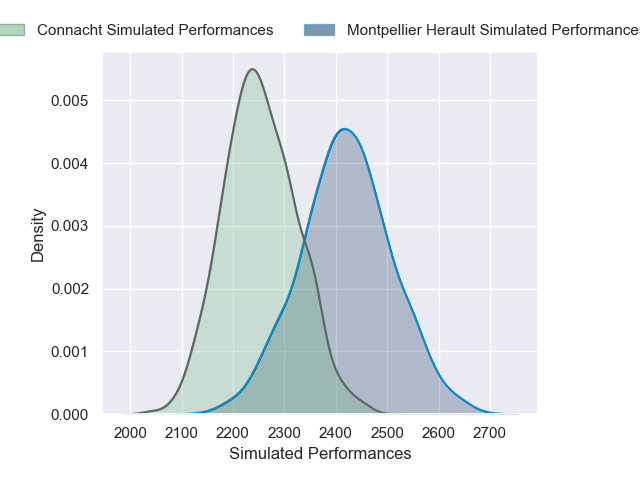 Connacht Simulated Performances Montpellier Herault Simulated Performances
0.005
0.004
0.003
0.002
0.001
0.000
Density
2000 2100 2200 2300 2400 2500 2600 2700
Simulated Performances